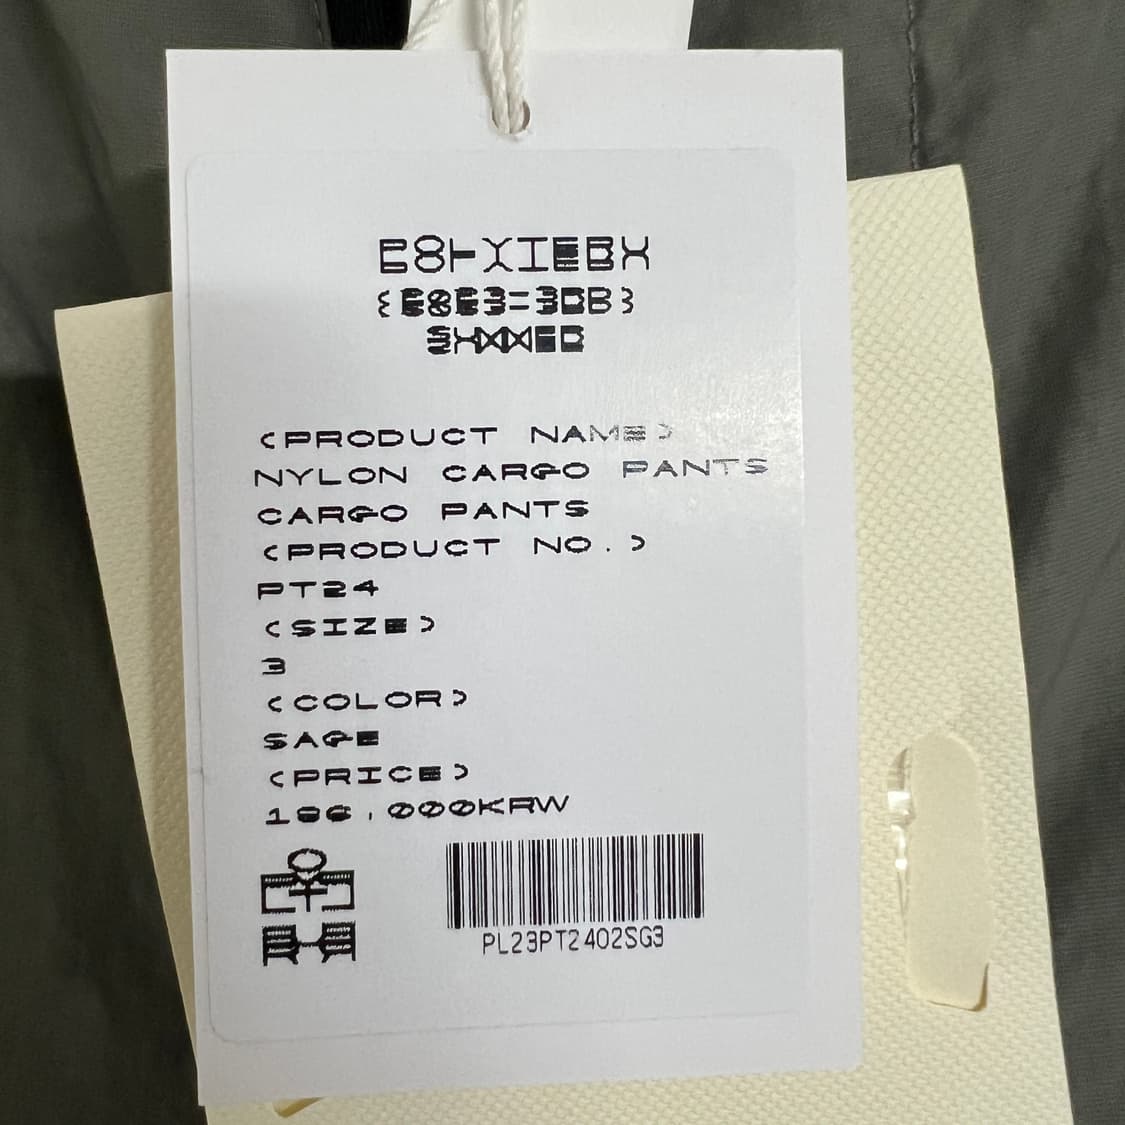 <PRODUCT NAME>
NYLON CARGO PANTS
CARGO PANTS
<PRODUCT NO.>
PT24
<SIZE>
3
<COLOR>
SAGE
<PRICE>
KRW
PL23PT2402SG3